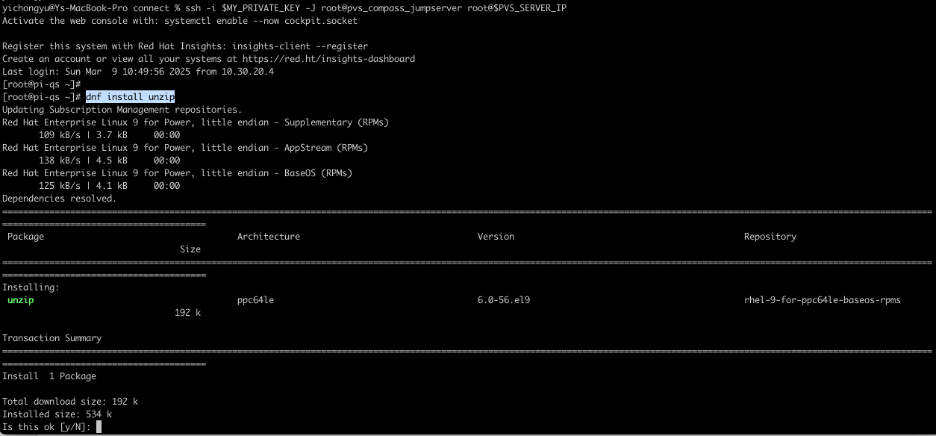 yichongyu@Ys-MacBook-Pro connect % ssh -i $MY_PRIVATE_KEY -J root@pvs_compass_jumpserver root@$PVS_SERVER_IP
Activate the web console with: systemctl enable --now cockpit.socket

Register this system with Red Hat Insights: insights-client --register
Create an account or view all your systems at https://red.ht/insights-dashboard
Last login: Sun Mar  9 10:49:56 2025 from 10.30.20.4
[root@pi-qs ~]#
[root@pi-qs ~]# dnf install unzip
Updating Subscription Management repositories.
Red Hat Enterprise Linux 9 for Power, little endian - Supplementary (RPMs)
109 kB/s | 3.7 kB     00:00
Red Hat Enterprise Linux 9 for Power, little endian - AppStream (RPMs)
138 kB/s | 4.5 kB     00:00
Red Hat Enterprise Linux 9 for Power, little endian - BaseOS (RPMs)
125 kB/s | 4.1 kB     00:00
Dependencies resolved.
Package Architecture Version Repository
Size
Installing:
unzip ppc64le 6.0-56.el9 rhel-9-for-ppc64le-baseos-rpms
192 k

Transaction Summary
Install  1 Package

Total download size: 192 k
Installed size: 534 k
Is this ok [y/N]: